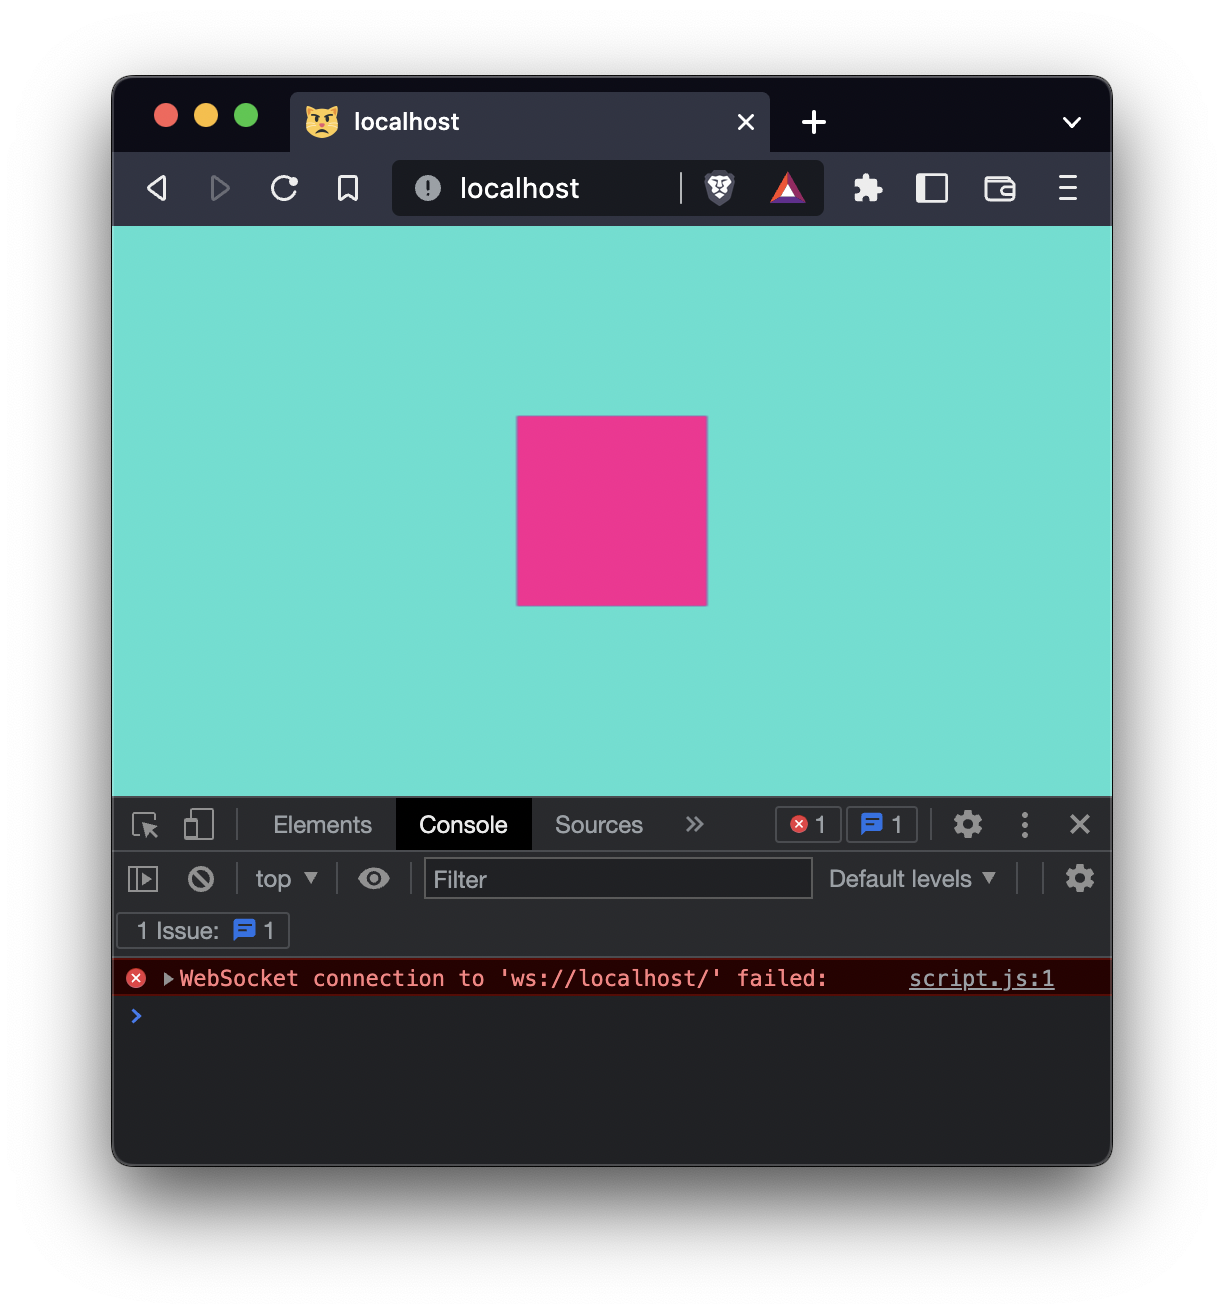 localhost
localhost
Elements Console Sources 1 1
top Filter Default levels
1 Issue: 1
WebSocket connection to 'ws://localhost/' failed: script.js:1